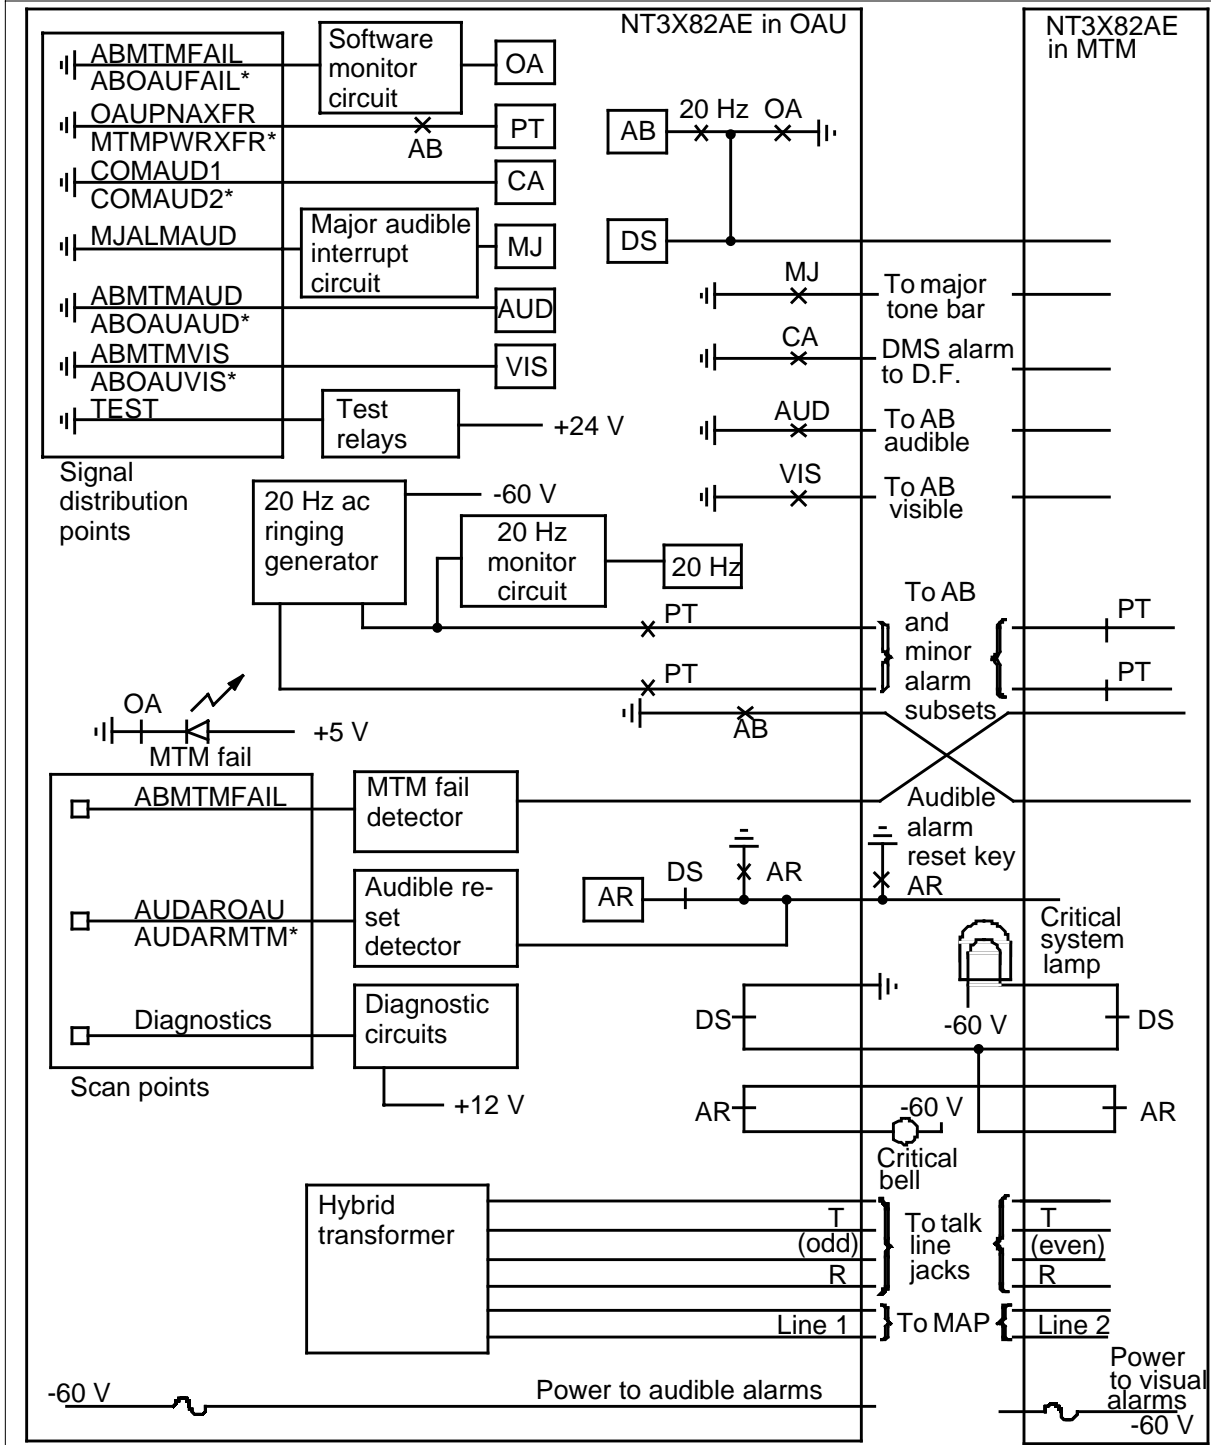 NT3X82AE in OAU
NT3X82AE
in MTM
ABMTMFAIL
ABOAUFAIL*
Software
monitor
circuit
OA
OAUPNAXFR
MTMPWRXFR*
AB
PT
COMAUD1
COMAUD2*
CA
MJALMAUD
Major audible
interrupt
circuit
MJ
ABMTMAUD
ABOAUAUD*
AUD
ABMTMVIS
ABOAUVIS*
VIS
TEST
Test
relays
+24 V
Signal
distribution
points
AB
20 Hz
OA
DS
MJ
To major
tone bar
CA
DMS alarm
to D.F.
AUD
To AB
audible
VIS
To AB
visible
20 Hz ac
ringing
generator
-60 V
20 Hz
monitor
circuit
20 Hz
PT
PT
To AB
and
minor
alarm
subsets
PT
PT
AB
OA
+5 V
MTM fail
ABMTMFAIL
MTM fail
detector
AUDAROAU
AUDARMTM*
Audible re-
set
detector
Diagnostics
Diagnostic
circuits
+12 V
Scan points
Audible
alarm
reset key
AR
DS
AR
AR
Critical
system
lamp
-60 V
DS
DS
AR
-60 V
AR
Critical
bell
Hybrid
transformer
T
(odd)
R
To talk
line
jacks
T
(even)
R
Line 1
To MAP
Line 2
-60 V
Power to audible alarms
Power
to visual
alarms
-60 V